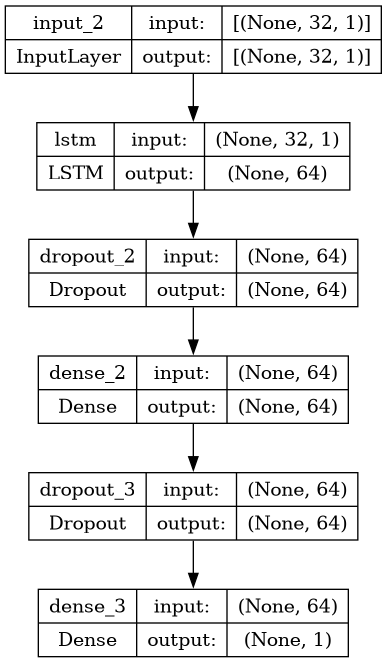 input_2 input: [(None, 32, 1)]
InputLayer output: [(None, 32, 1)]
lstm input: (None, 32, 1)
LSTM output: (None, 64)
dropout_2 input: (None, 64)
Dropout output: (None, 64)
dense_2 input: (None, 64)
Dense output: (None, 64)
dropout_3 input: (None, 64)
Dropout output: (None, 64)
dense_3 input: (None, 64)
Dense output: (None, 1)